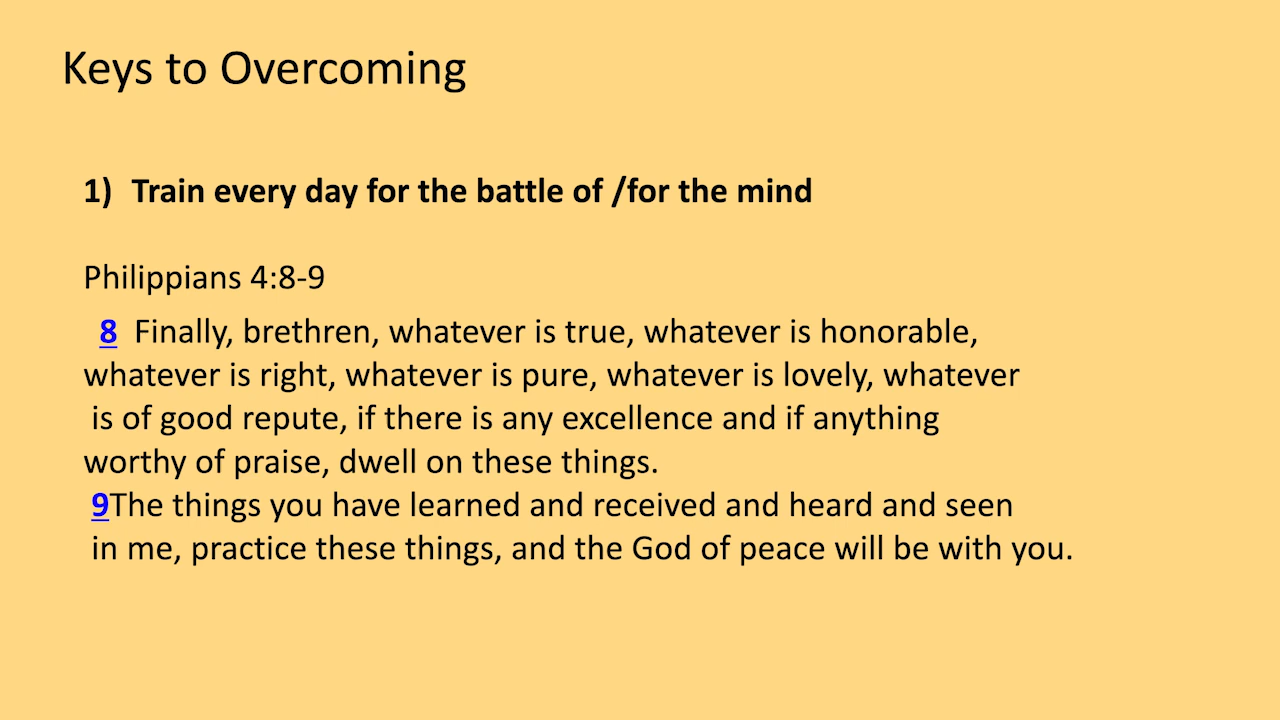 Keys to Overcoming
1) Train every day for the battle of /for the mind
Philippians 4:8-9
8 Finally, brethren, whatever is true, whatever is honorable,
whatever is right, whatever is pure, whatever is lovely, whatever
is of good repute, if there is any excellence and if anything
worthy of praise, dwell on these things.
9The things you have learned and received and heard and seen
in me, practice these things, and the God of peace will be with you.